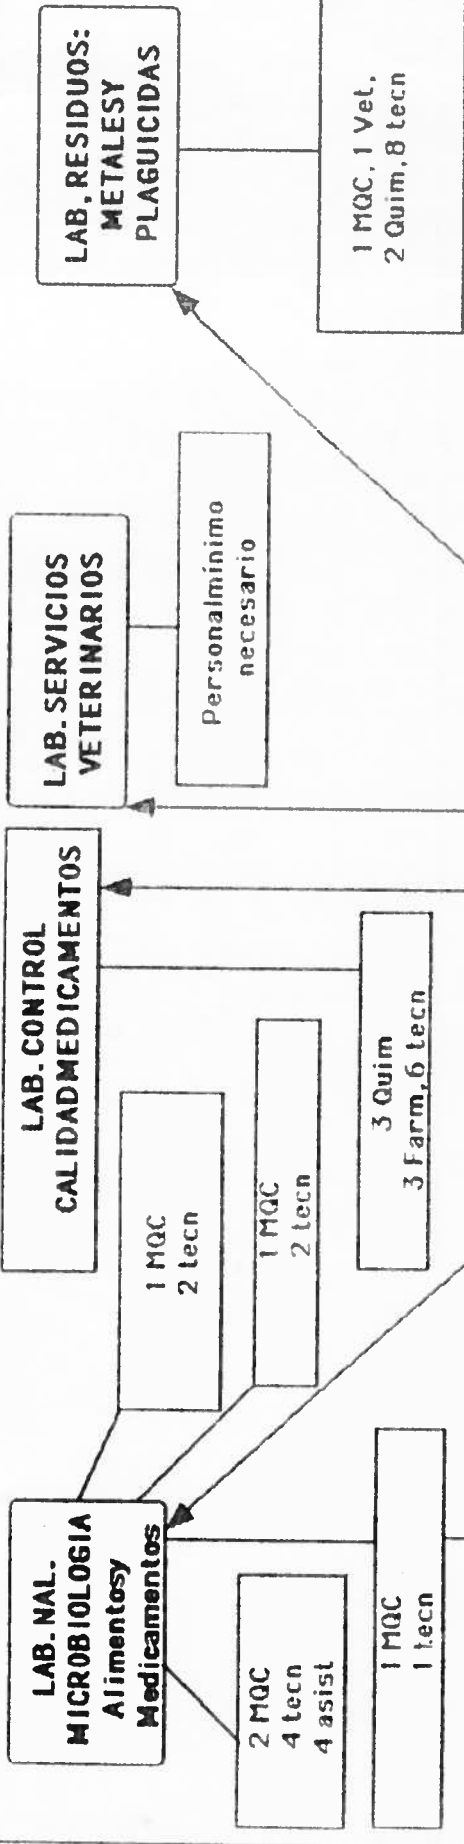 LAB. NAL.
MICROBIOLOGIA
Alimentosy
Medicamentos
2 MQC
4 tecn
4 asist
1 MQC
1 tecn
1 MQC
2 tecn
1 MQC
2 tecn
LAB. CONTROL
CALIDADMEDICAMENTOS
3 Quim
3 Farm,6 tecn
LAB. SERVICIOS
VETERINARIOS
Personalmínimo
necesario
LAB, RESIDUOS:
METALESY
PLAGUICIDAS
1 MQC, 1 Vet,
2 Quim,8 tecn